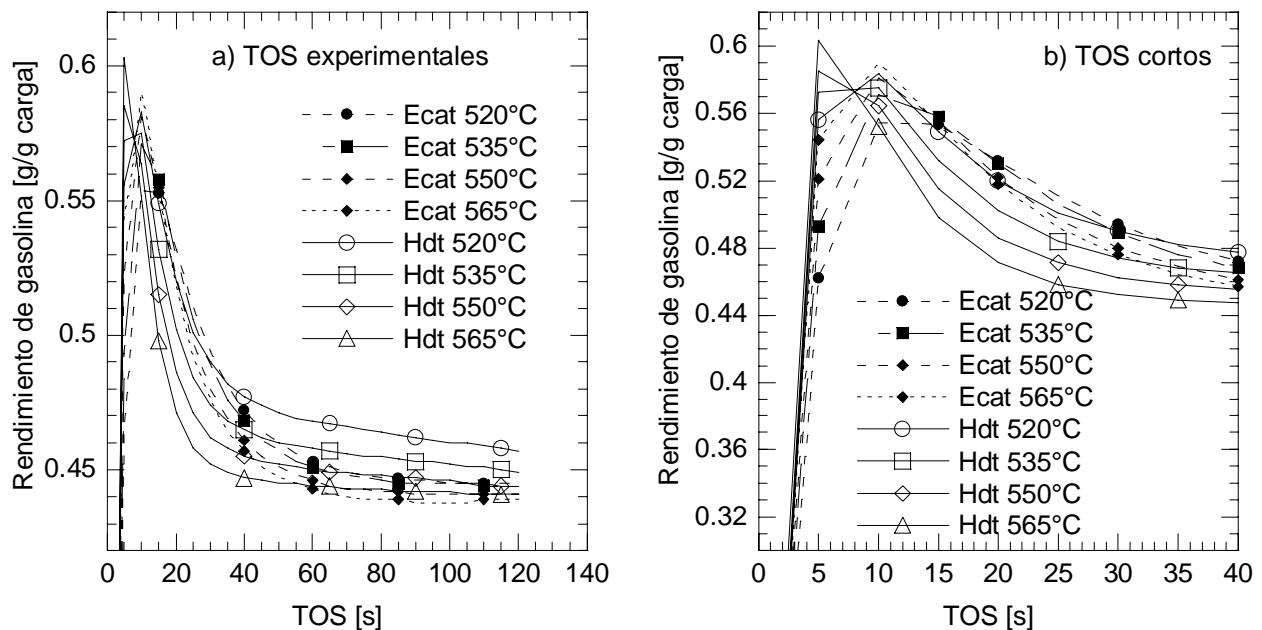 a) TOS experimentales
Rendimiento de gasolina [g/g carga]
0.6
0.55
0.5
0.45
Ecat 520°C
Ecat 535°C
Ecat 550°C
Ecat 565°C
Hdt 520°C
Hdt 535°C
Hdt 550°C
Hdt 565°C
0 20 40 60 80 100 120 140
TOS [s]
b) TOS cortos
Rendimiento de gasolina [g/g carga]
0.6
0.56
0.52
0.48
0.44
0.4
0.36
0.32
Ecat 520°C
Ecat 535°C
Ecat 550°C
Ecat 565°C
Hdt 520°C
Hdt 535°C
Hdt 550°C
Hdt 565°C
0 5 10 15 20 25 30 35 40
TOS [s]